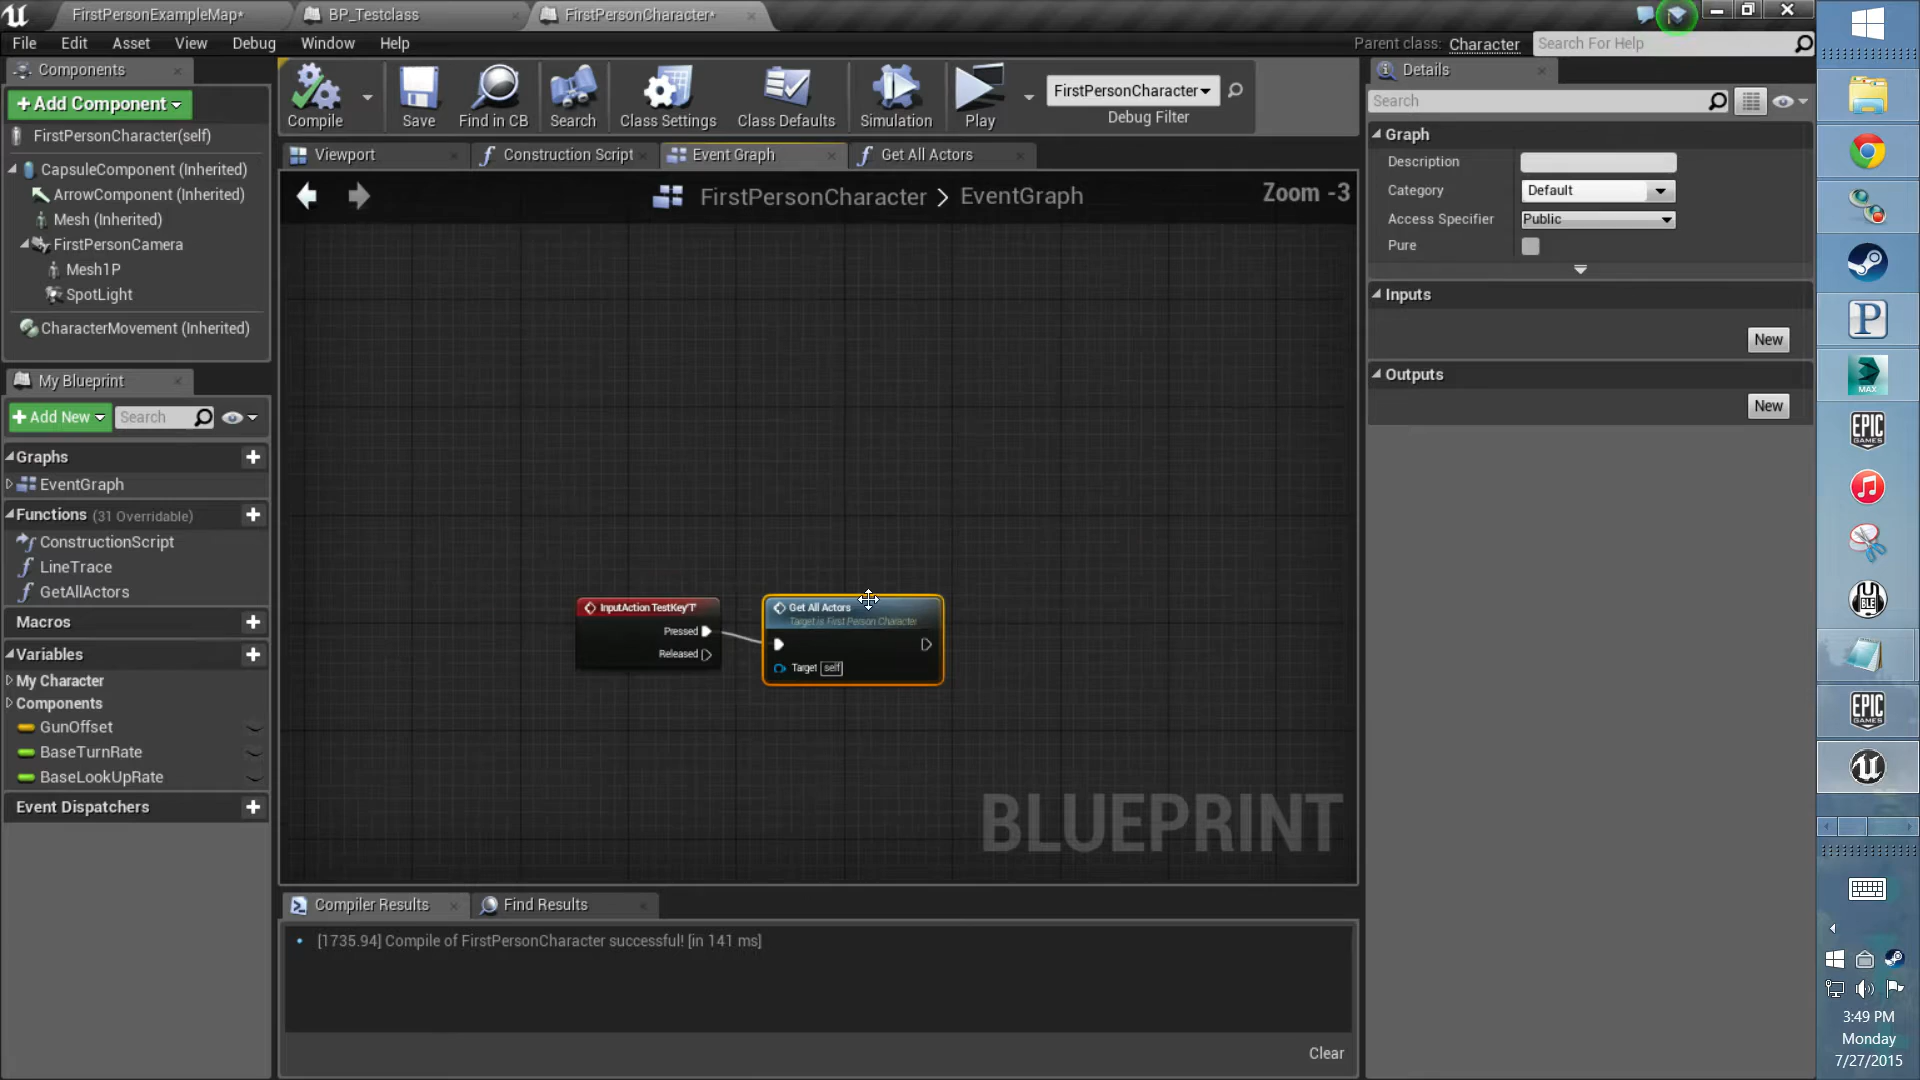 FirstPersonExampleMap*
BP_Testclass
FirstPersonCharacter*
File Edit Asset View Debug Window Help
Parent class: Character
Search For Help
Components
+Add Component
FirstPersonCharacter(self)
CapsuleComponent (Inherited)
ArrowComponent (Inherited)
Mesh (Inherited)
FirstPersonCamera
Mesh1P
SpotLight
CharacterMovement (Inherited)
My Blueprint
+Add New
Search
Graphs
EventGraph
Functions (31 Overridable)
ConstructionScript
LineTrace
GetAllActors
Macros
Variables
My Character
Components
GunOffset
BaseTurnRate
BaseLookUpRate
Event Dispatchers
Compile
Save
Find in CB
Search
Class Settings
Class Defaults
Simulation
Play
FirstPersonCharacter
Debug Filter
Viewport
Construction Script
Event Graph
Get All Actors
FirstPersonCharacter > EventGraph
Zoom -3
InputAction TestKey'T'
Pressed
Released
Get All Actors
Target is First Person Character
Target self
BLUEPRINT
Compiler Results
Find Results
[1735.94] Compile of FirstPersonCharacter successful! [in 141 ms]
Clear
Details
Search
Graph
Description
Category Default
Access Specifier Public
Pure
Inputs
New
Outputs
New
P
MAX
EPIC
GAMES
BLE
EPIC
GAMES
3:49 PM
Monday
7/27/2015